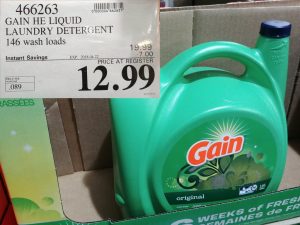 466263
GAIN HE LIQUID
LAUNDRY DETERGENT
146 wash loads
19.99
Instant Savings
-7.00
PRICE AT REGISTER
12.99
.089
Gain
original
6 WEEKS OF FRESH
SEMAINES DE FR